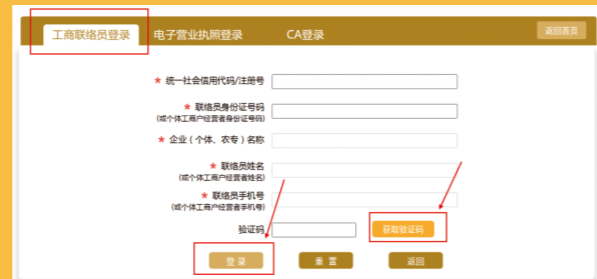 工商联络员登录 电子营业执照登录 CA登录 返回首页
* 统一社会信用代码/注册号
* 联络员身份证号码
(或个体工商户经营者身份证号码)
* 企业（个体、农专）名称
* 联络员姓名
(或个体工商户经营者姓名)
* 联络员手机号
(或个体工商户经营者手机号)
验证码 获取验证码
登 录 重 置 返回